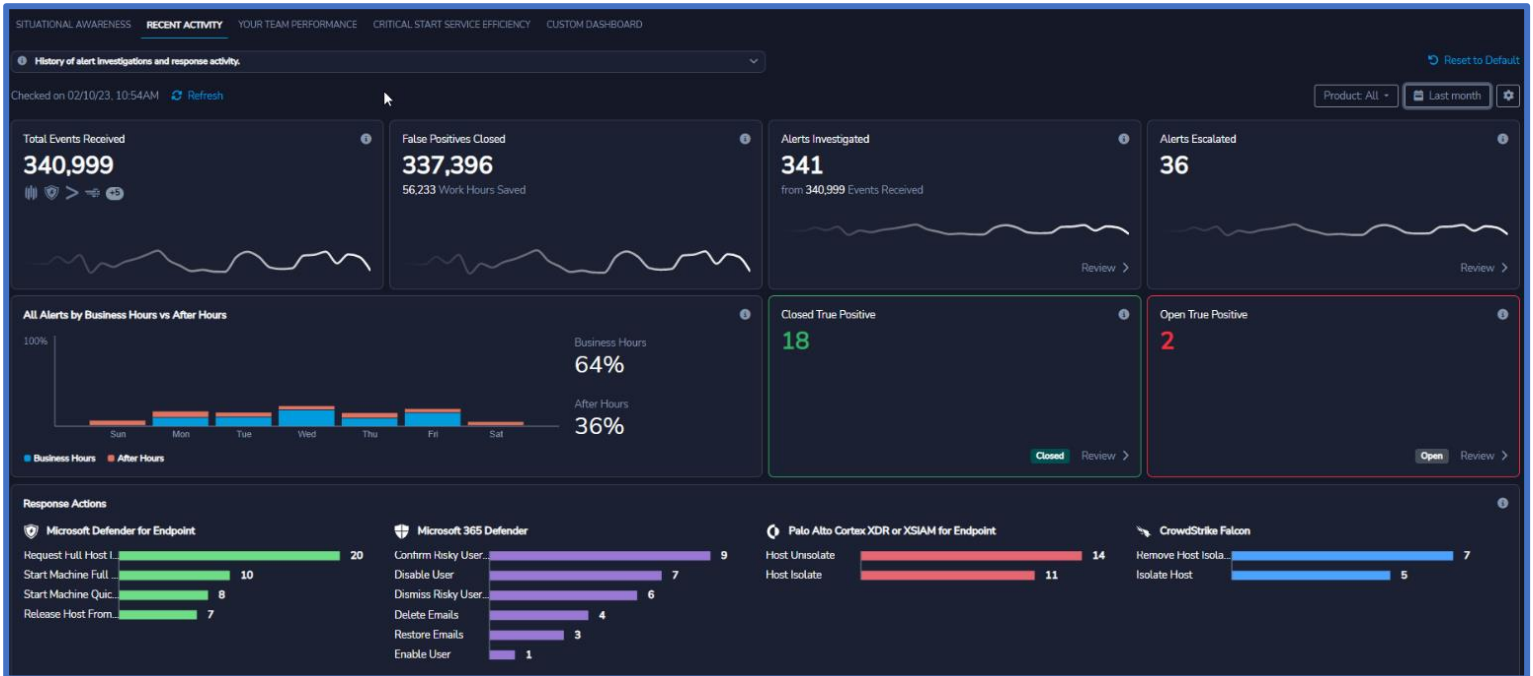 SITUATIONAL AWARENESS RECENT ACTIVITY YOUR TEAM PERFORMANCE CRITICAL START SERVICE EFFICIENCY CUSTOM DASHBOARD
History of alert investigations and response activity.
Reset to Default
Checked on 02/10/23, 10:54AM Refresh
Product: All Last month
Total Events Received
340,999
+5
False Positives Closed
337,396
56,233 Work Hours Saved
Alerts Investigated
341
from 340,999 Events Received
Review >
Alerts Escalated
36
Review >
All Alerts by Business Hours vs After Hours
100%
Sun Mon Tue Wed Thu Fri Sat
Business Hours After Hours
Business Hours
64%
After Hours
36%
Closed True Positive
18
Closed Review >
Open True Positive
2
Open Review >
Response Actions
Microsoft Defender for Endpoint
Request Full Host I... 20
Start Machine Full ... 10
Start Machine Quic... 8
Release Host From... 7
Microsoft 365 Defender
Confirm Risky User... 9
Disable User 7
Dismiss Risky User... 6
Delete Emails 4
Restore Emails 3
Enable User 1
Palo Alto Cortex XDR or XSIAM for Endpoint
Host Unisolate 14
Host Isolate 11
CrowdStrike Falcon
Remove Host Isola... 7
Isolate Host 5